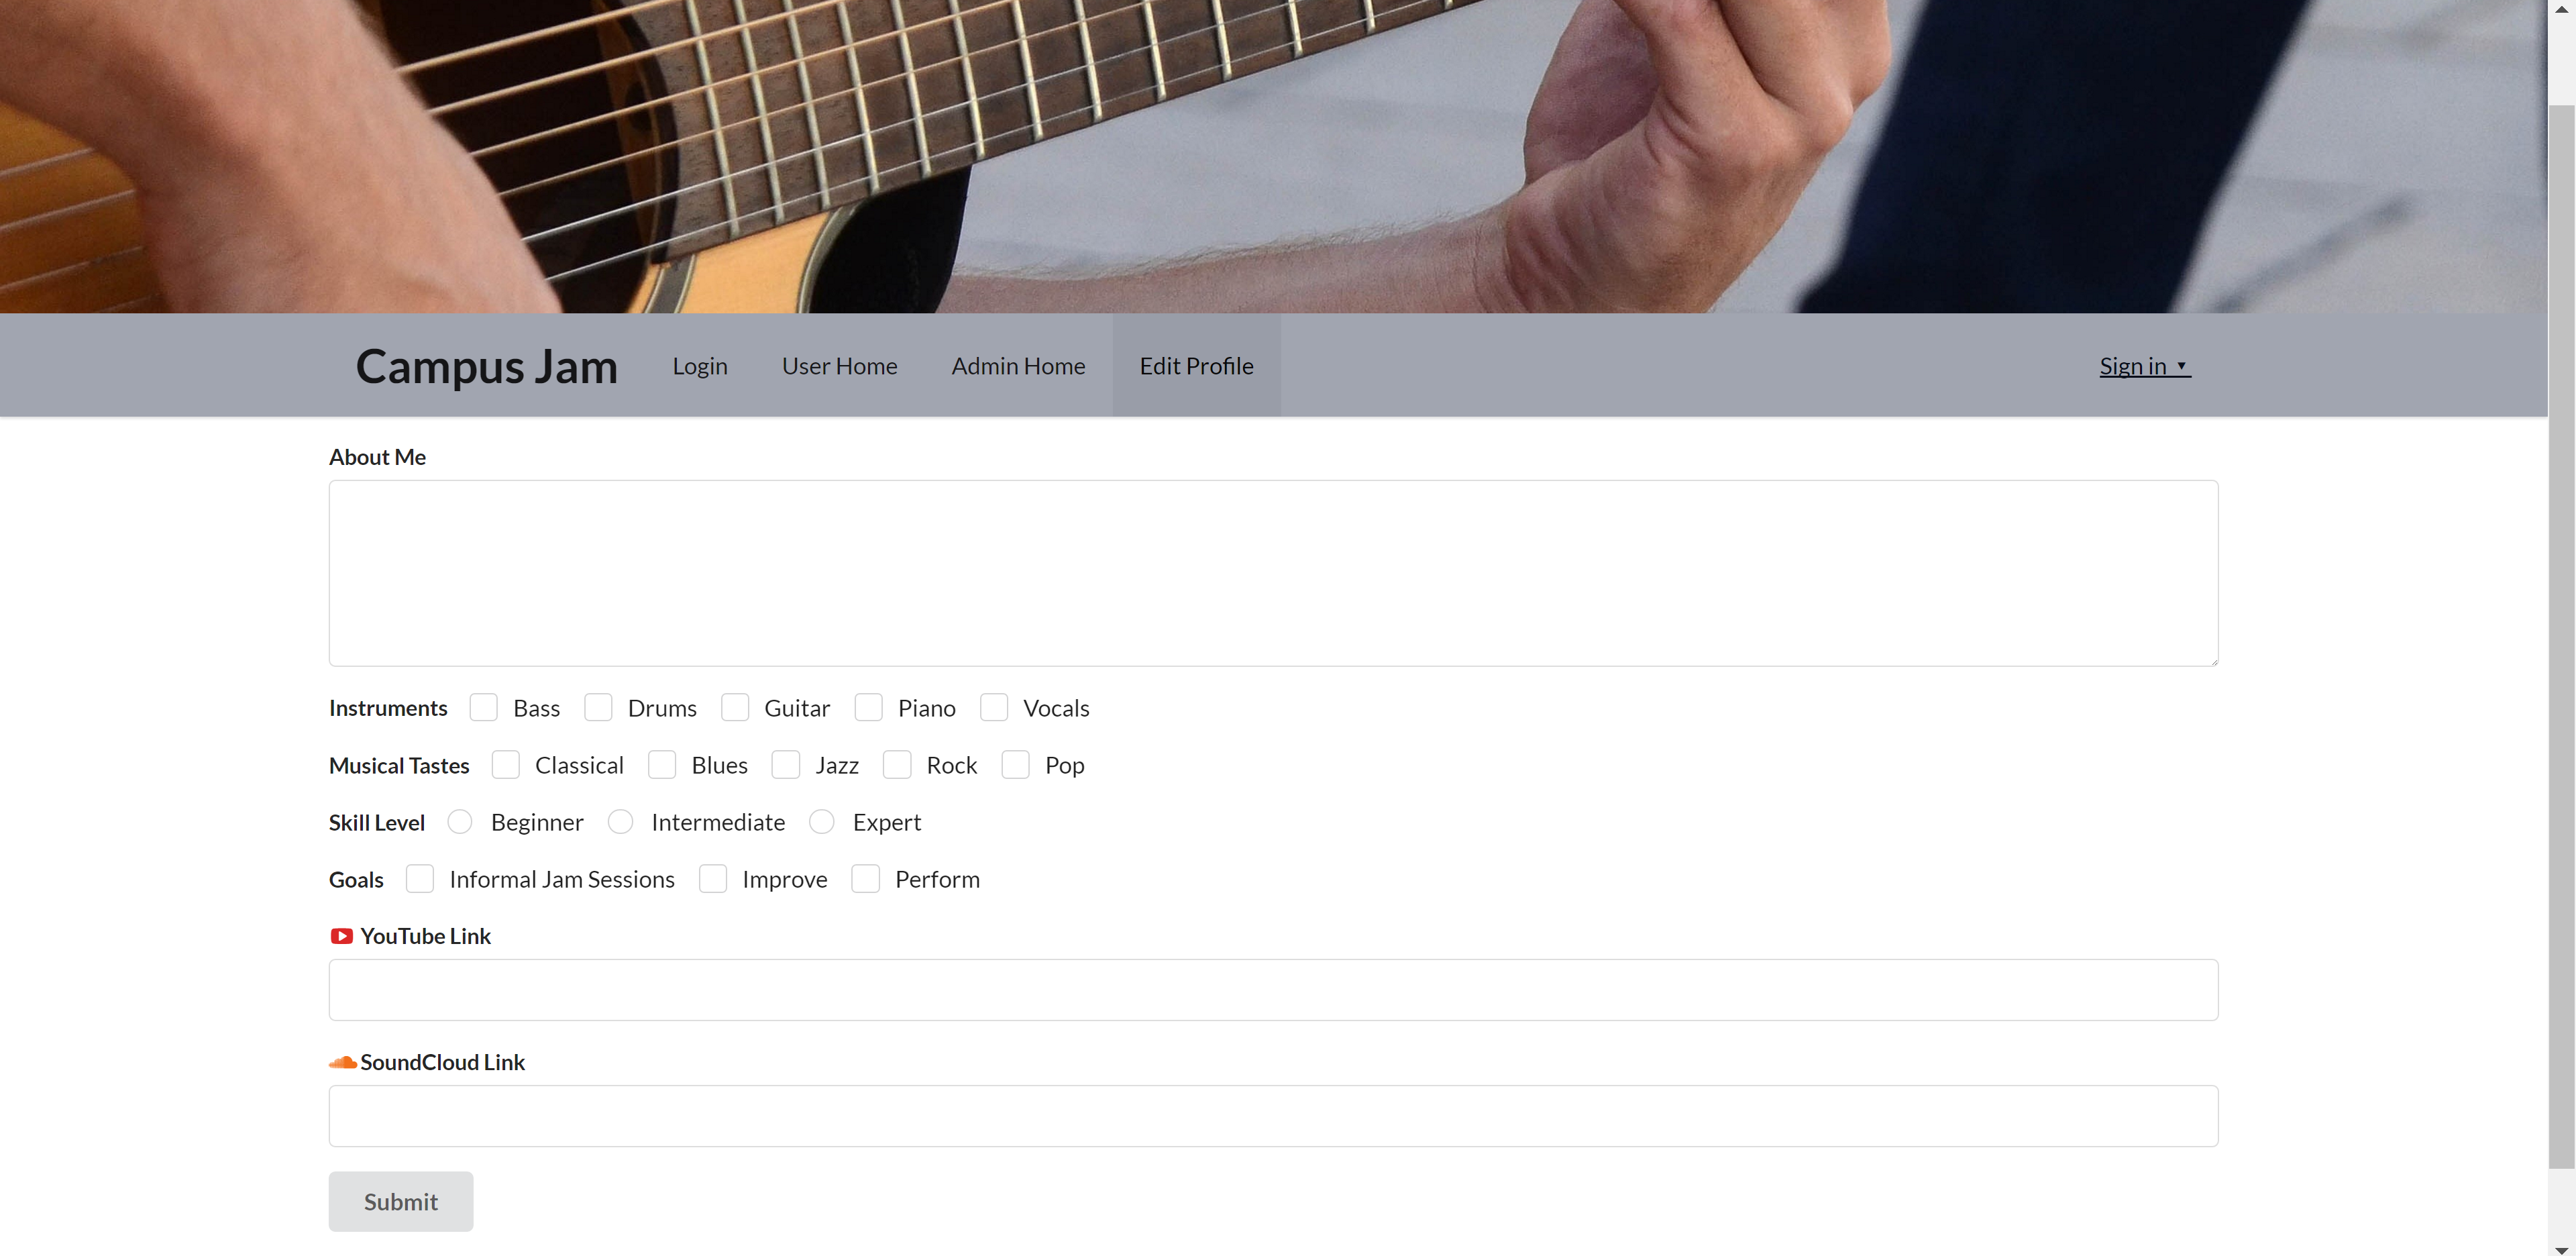 Campus Jam Login User Home Admin Home Edit Profile Sign in
About Me
Instruments Bass Drums Guitar Piano Vocals
Musical Tastes Classical Blues Jazz Rock Pop
Skill Level Beginner Intermediate Expert
Goals Informal Jam Sessions Improve Perform
YouTube Link
SoundCloud Link
Submit